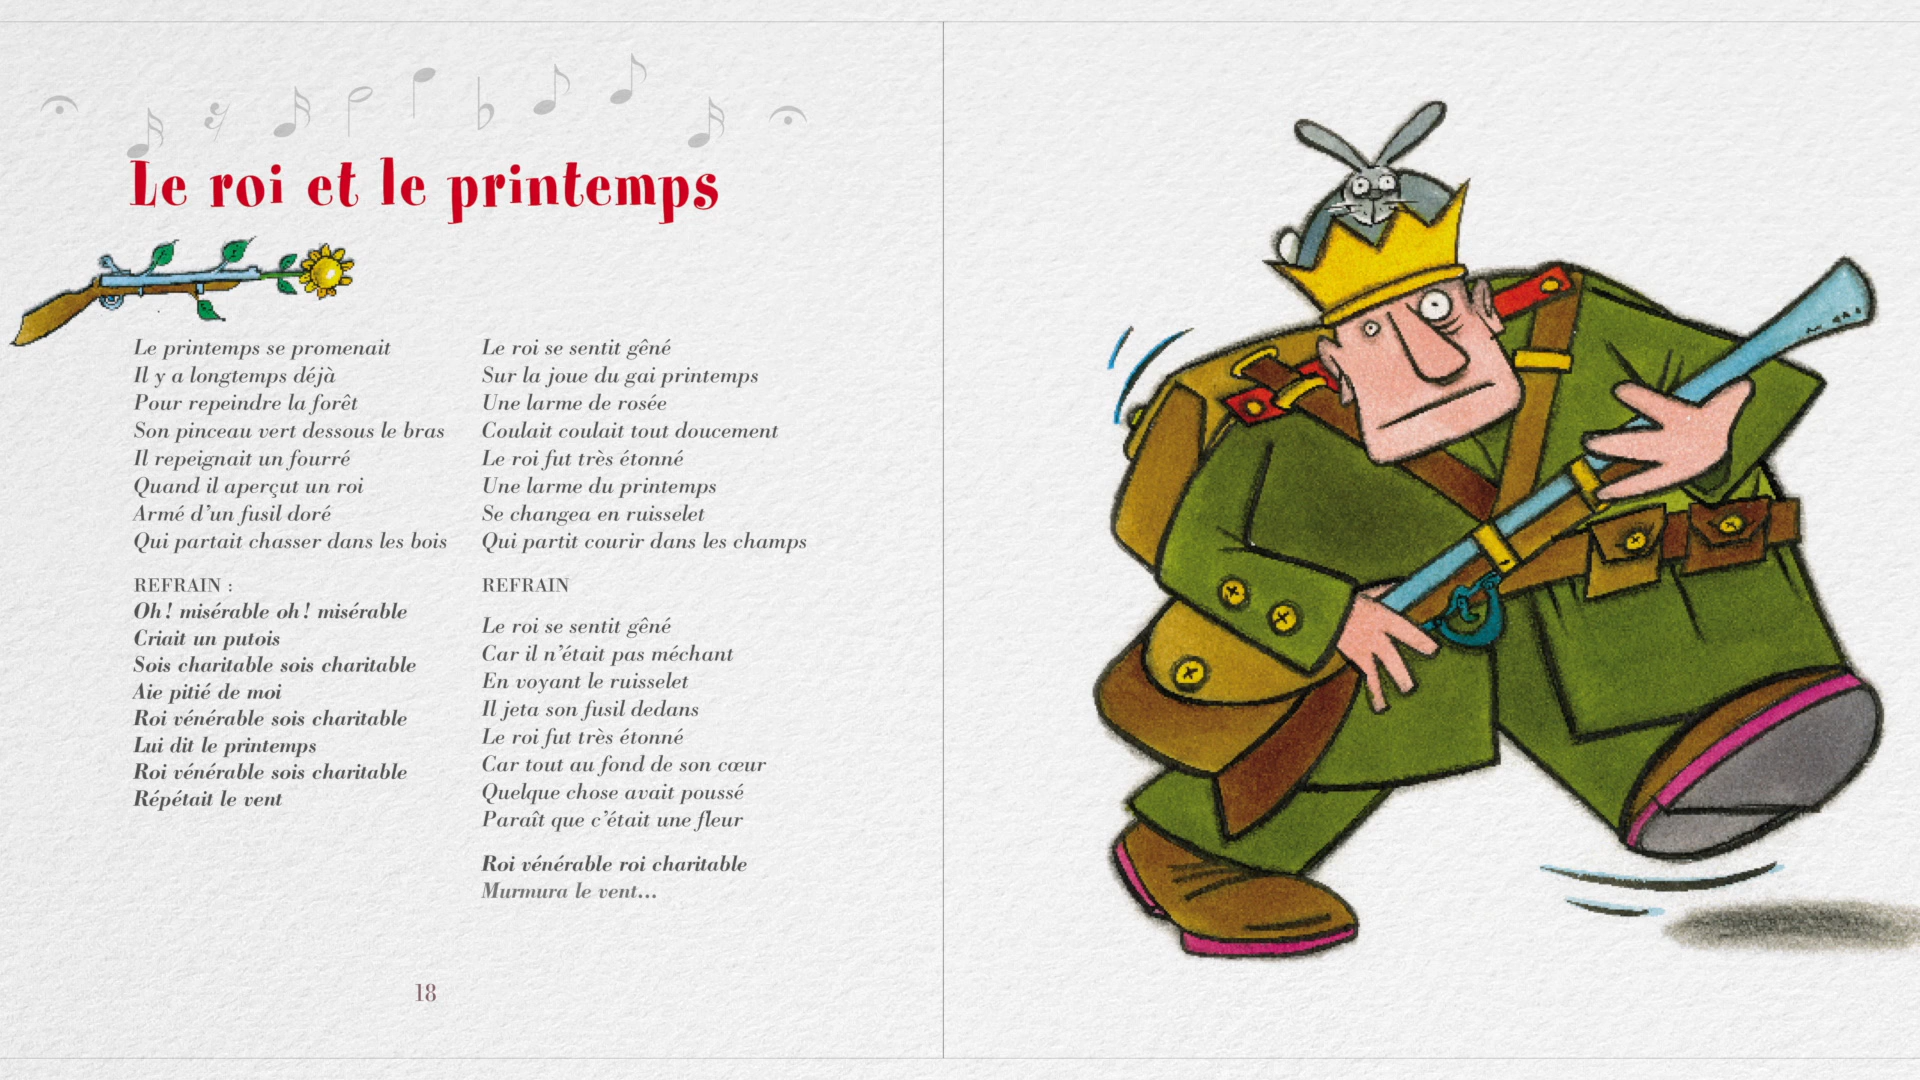 Le roi et le printemps
Le printemps se promenait
Il y a longtemps déjà
Pour repeindre la forêt
Son pinceau vert dessous le bras
Il repeignait un fourré
Quand il aperçut un roi
Armé d’un fusil doré
Qui partait chasser dans les bois
REFRAIN :
Oh ! misérable oh ! misérable
Criait un putois
Sois charitable sois charitable
Aie pitié de moi
Roi vénérable sois charitable
Lui dit le printemps
Roi vénérable sois charitable
Répétait le vent
Le roi se sentit gêné
Sur la joue du gai printemps
Une larme de rosée
Coulait coulait tout doucement
Le roi fut très étonné
Une larme du printemps
Se changea en ruisselet
Qui partit courir dans les champs
REFRAIN
Le roi se sentit gêné
Car il n’était pas méchant
En voyant le ruisselet
Il jeta son fusil dedans
Le roi fut très étonné
Car tout au fond de son cœur
Quelque chose avait poussé
Paraît que c’était une fleur
Roi vénérable roi charitable
Murmura le vent...
18